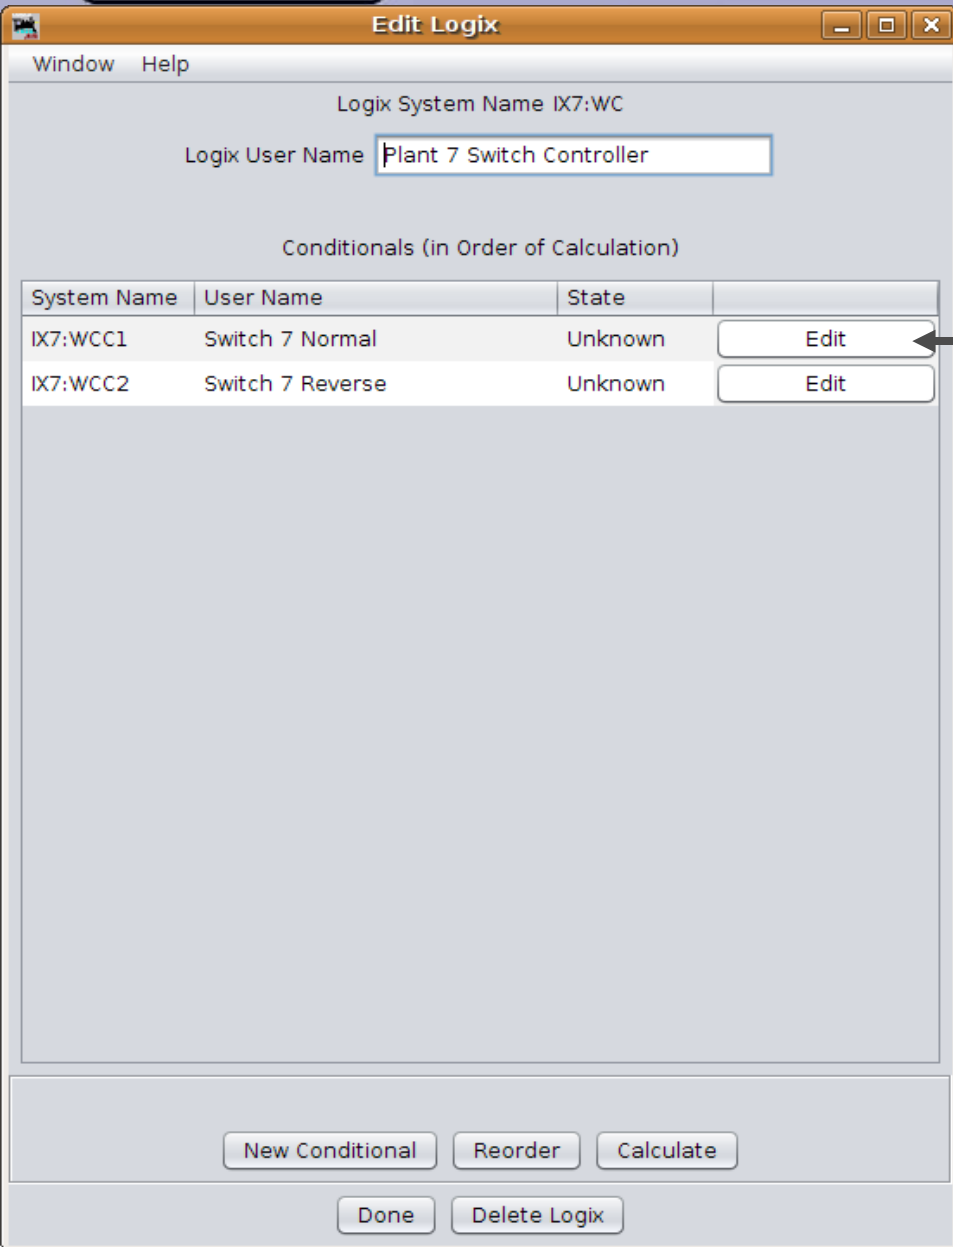 Edit Logix
Window Help
Logix System Name IX7:WC
Logix User Name Plant 7 Switch Controller
Conditionals (in Order of Calculation)
System Name User Name State
IX7:WCC1 Switch 7 Normal Unknown Edit
IX7:WCC2 Switch 7 Reverse Unknown Edit
New Conditional Reorder Calculate
Done Delete Logix